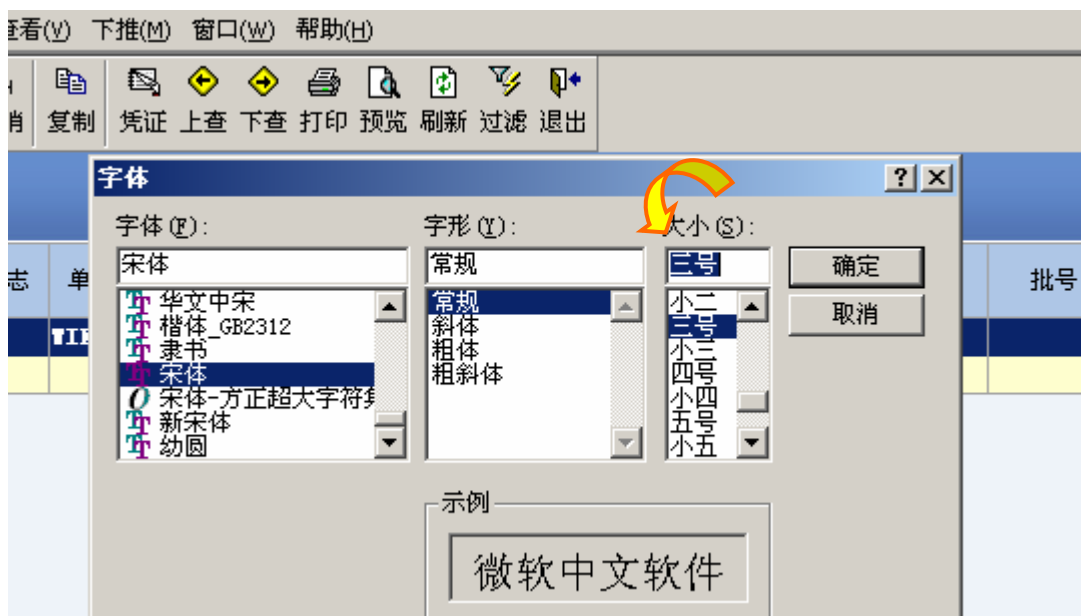 查看(V) 下推(M) 窗口(W) 帮助(H)
消 复制 凭证 上查 下查 打印 预览 刷新 过滤 退出
字体
字体(F): 字形(Y): 大小(S):
宋体 常规 三号 确定
取消
志 单 批号
华文中宋
楷体_GB2312
隶书
宋体
宋体-方正超大字符集
新宋体
幼圆
常规
斜体
粗体
粗斜体
小二
三号
小三
四号
小四
五号
小五
示例
微软中文软件